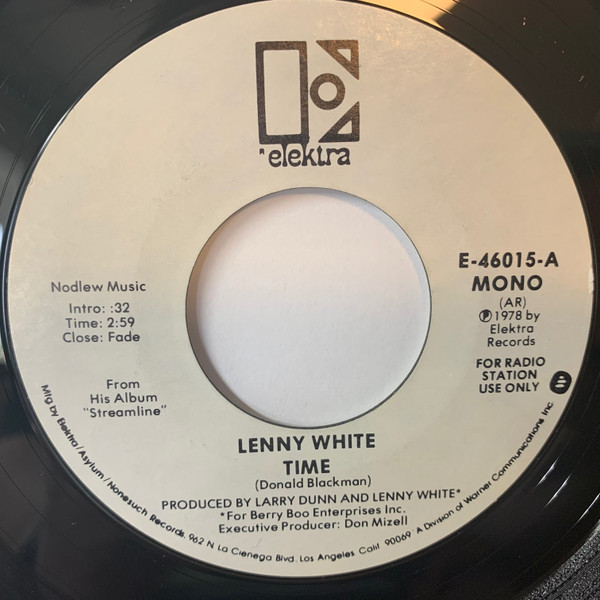 elektra
E-46015-A
MONO
(AR)
Ⓟ1978 by
Elektra
Records
FOR RADIO
STATION
USE ONLY
Nodlew Music
Intro: :32
Time: 2:59
Close: Fade
From
His Album
"Streamline"
LENNY WHITE
TIME
(Donald Blackman)
PRODUCED BY LARRY DUNN AND LENNY WHITE*
*For Berry Boo Enterprises Inc.
Executive Producer: Don Mizell
Mfg by Elektra/Asylum/Nonesuch Records. 962 N La Cienega Blvd. Los Angeles Calif 90069 · A Division of Warner Communications Inc